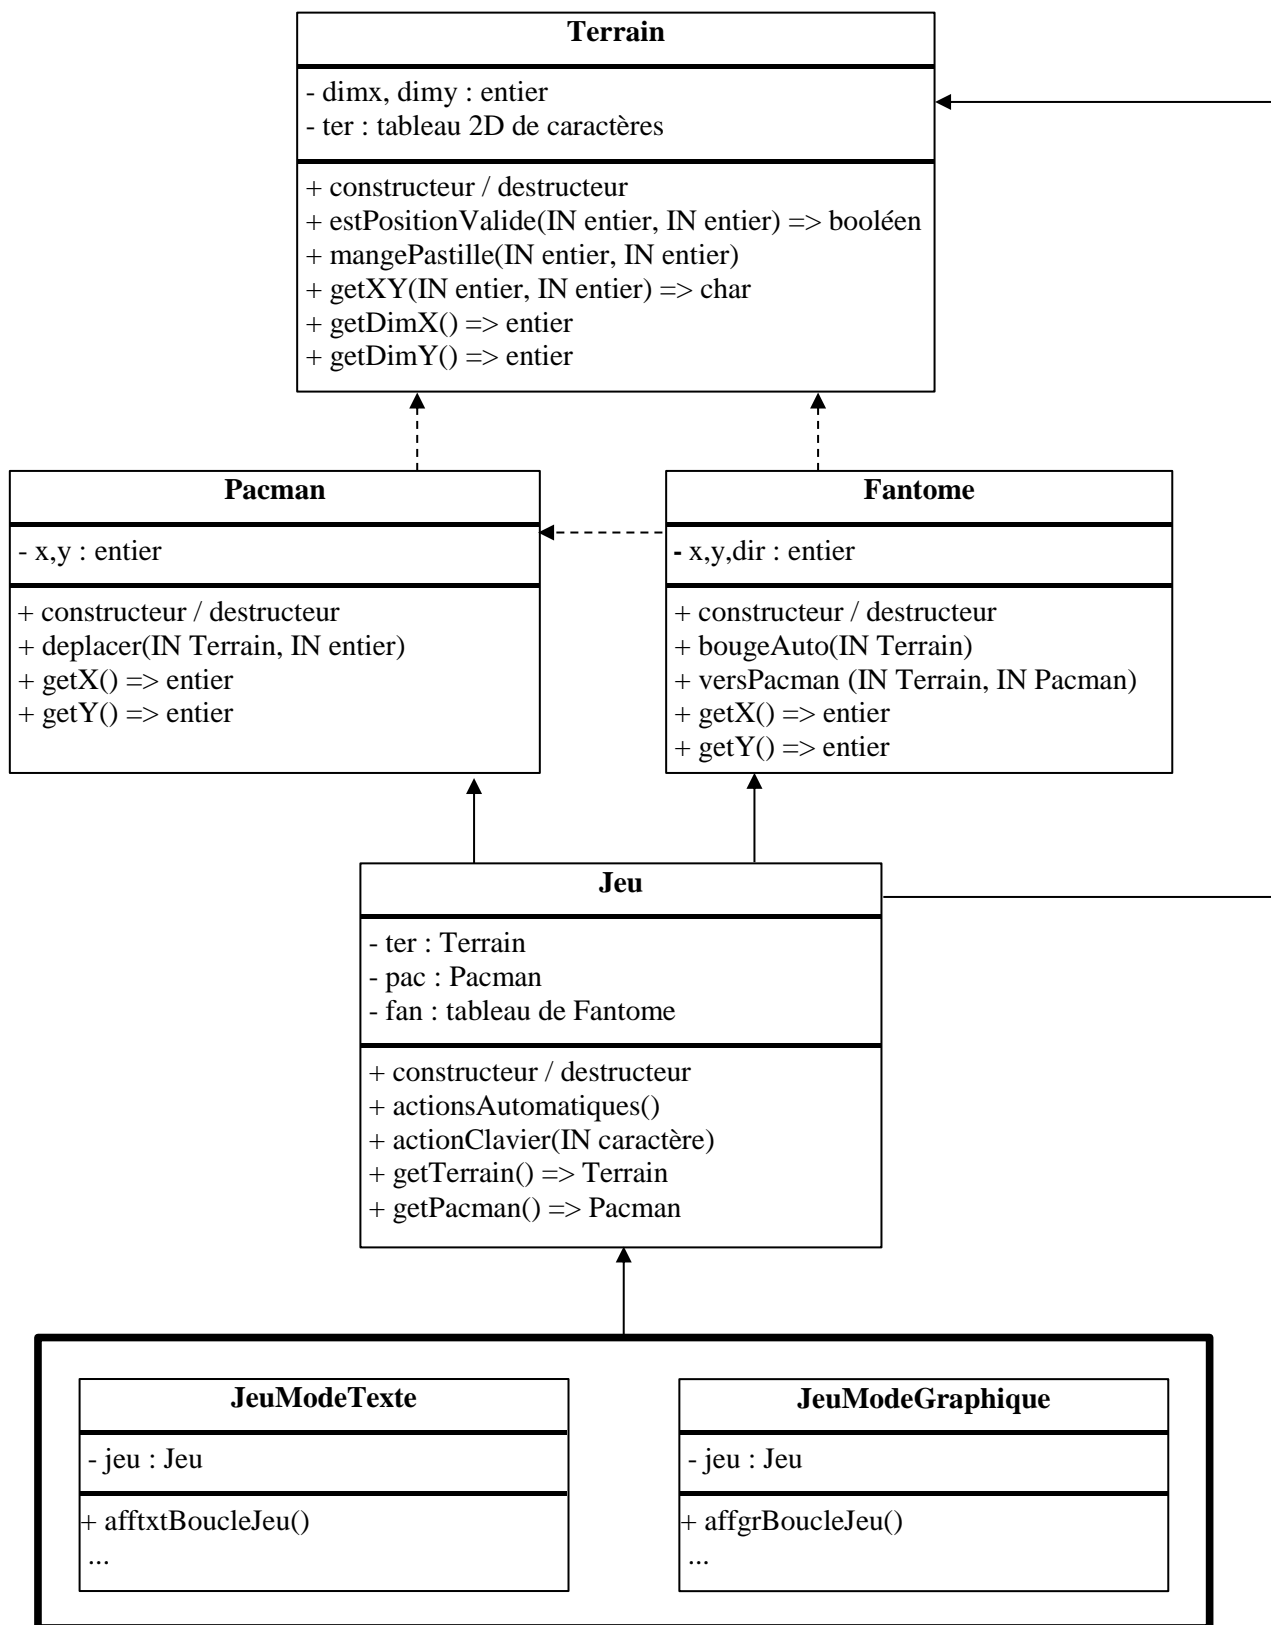 Terrain
- dimx, dimy : entier
- ter : tableau 2D de caractères
+ constructeur / destructeur
+ estPositionValide(IN entier, IN entier) => booléen
+ mangePastille(IN entier, IN entier)
+ getXY(IN entier, IN entier) => char
+ getDimX() => entier
+ getDimY() => entier
Pacman
- x,y : entier
+ constructeur / destructeur
+ deplacer(IN Terrain, IN entier)
+ getX() => entier
+ getY() => entier
Fantome
- x,y,dir : entier
+ constructeur / destructeur
+ bougeAuto(IN Terrain)
+ versPacman (IN Terrain, IN Pacman)
+ getX() => entier
+ getY() => entier
Jeu
- ter : Terrain
- pac : Pacman
- fan : tableau de Fantome
+ constructeur / destructeur
+ actionsAutomatiques()
+ actionClavier(IN caractère)
+ getTerrain() => Terrain
+ getPacman() => Pacman
JeuModeTexte
- jeu : Jeu
+ afftxtBoucleJeu()
...
JeuModeGraphique
- jeu : Jeu
+ affgrBoucleJeu()
...